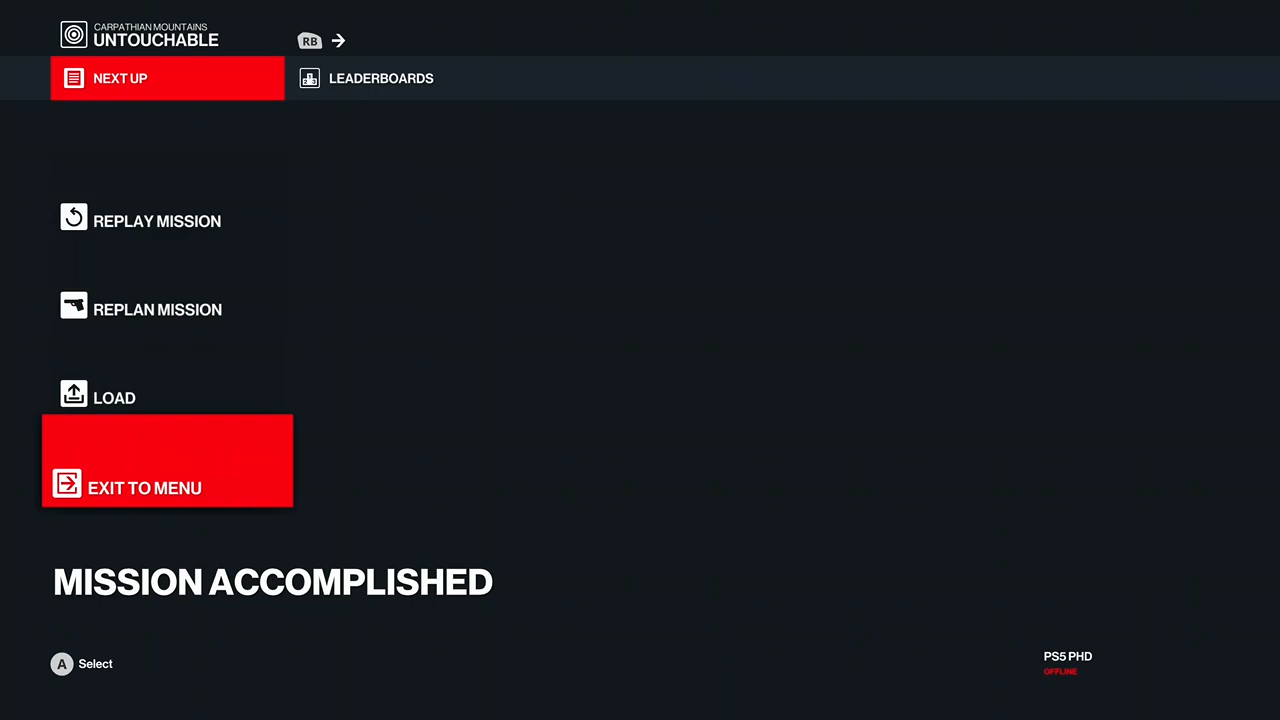 CARPATHIAN MOUNTAINS
UNTOUCHABLE
RB
NEXT UP
LEADERBOARDS
REPLAY MISSION
REPLAN MISSION
LOAD
EXIT TO MENU
MISSION ACCOMPLISHED
A Select
PS5 PHD
OFFLINE